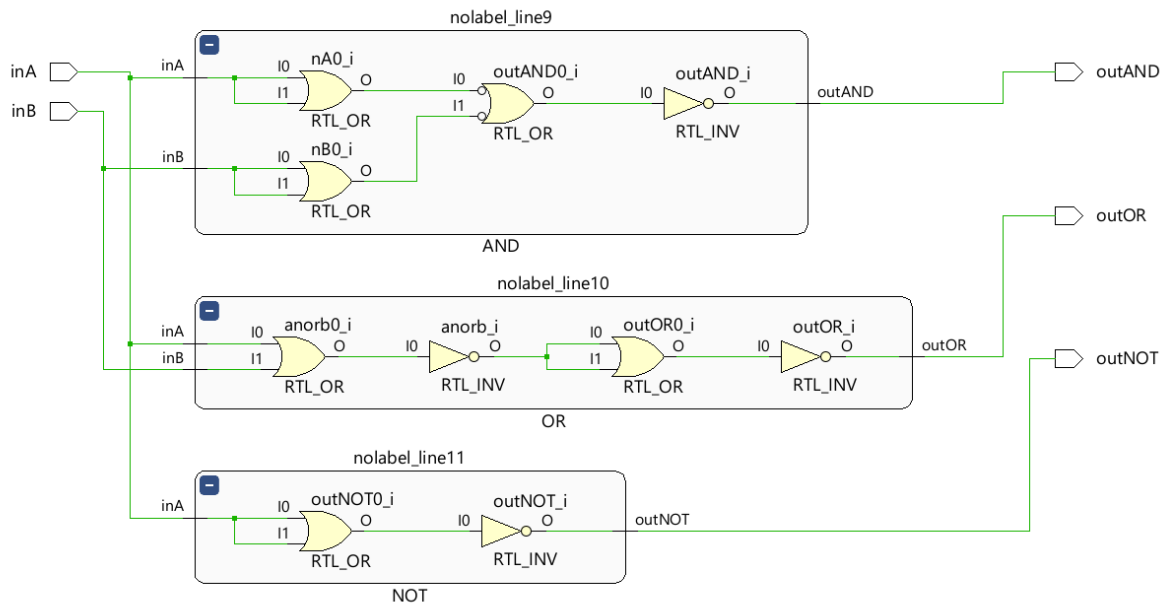 nolabel_line9
inA
inB
inA
I0
I1
nA0_i
O
RTL_OR
I0
I1
outAND0_i
O
RTL_OR
I0
outAND_i
O
RTL_INV
outAND
outAND
inB
I0
I1
nB0_i
O
RTL_OR
AND
outOR
nolabel_line10
inA
inB
I0
I1
anorb0_i
O
RTL_OR
I0
anorb_i
O
RTL_INV
I0
I1
outOR0_i
O
RTL_OR
I0
outOR_i
O
RTL_INV
outOR
outNOT
OR
nolabel_line11
inA
I0
I1
outNOT0_i
O
RTL_OR
I0
outNOT_i
O
RTL_INV
outNOT
NOT